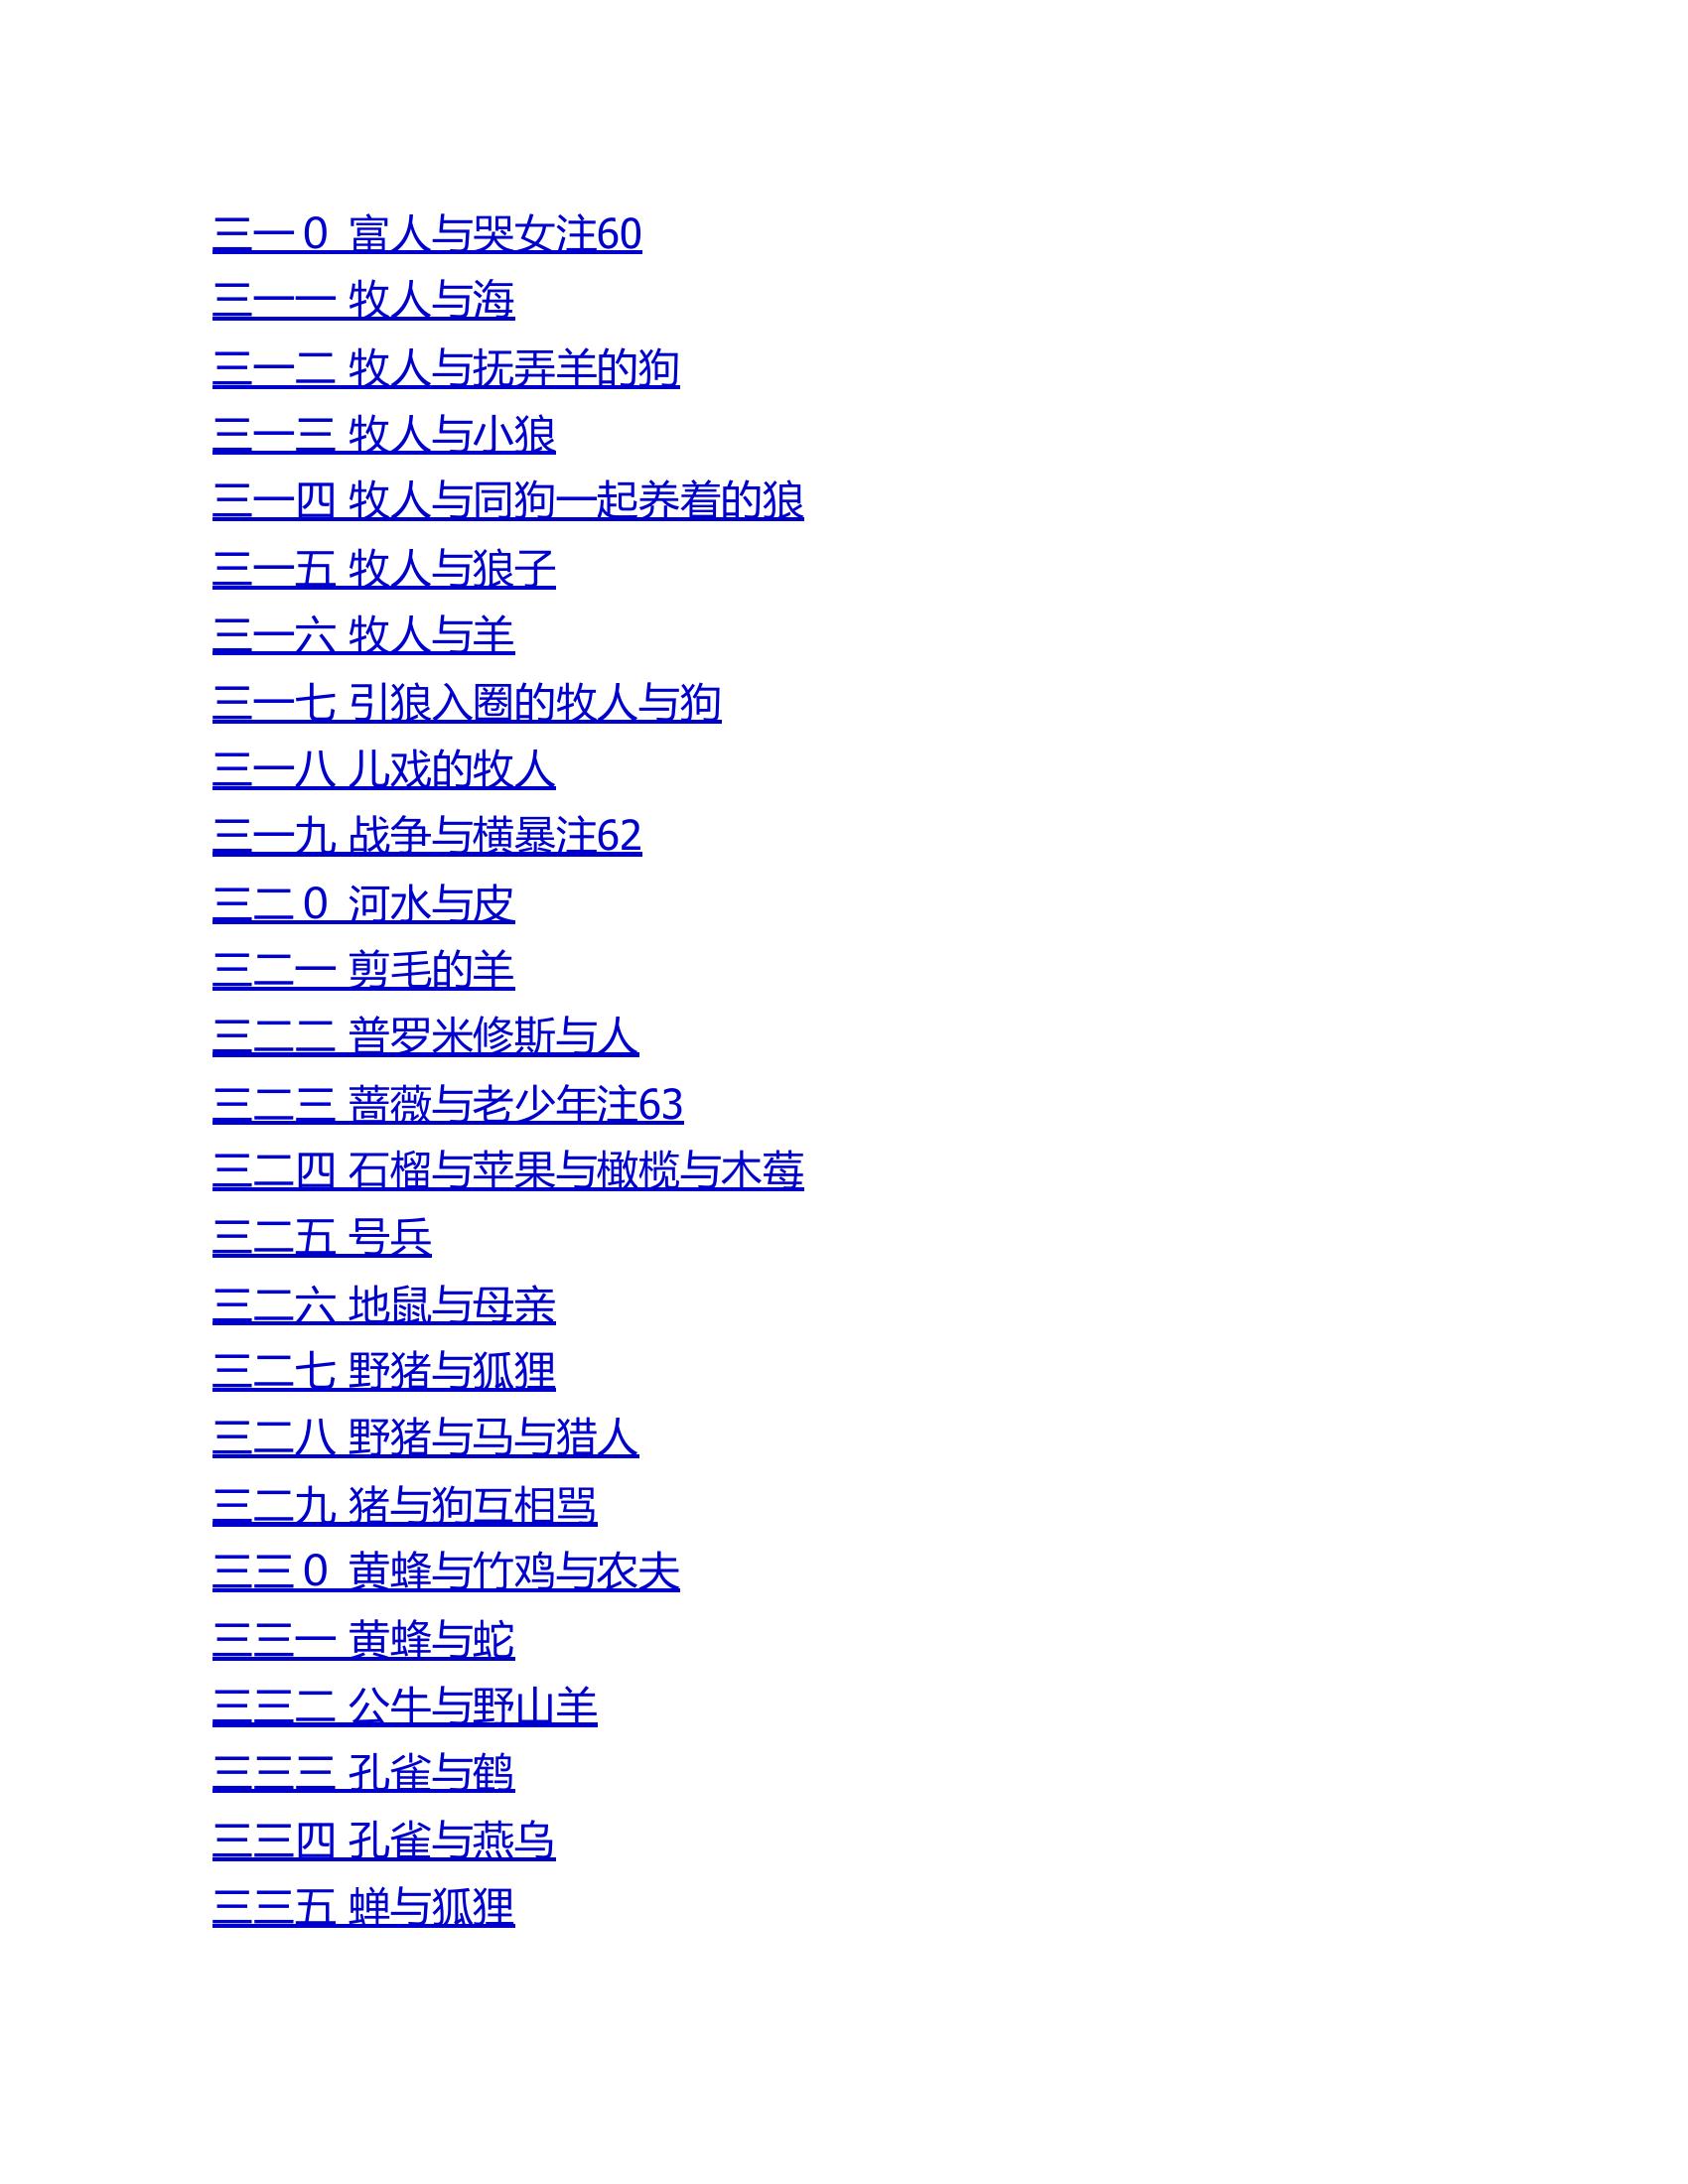 三一０ 富人与哭女注60
三一一 牧人与海
三一二 牧人与抚弄羊的狗
三一三 牧人与小狼
三一四 牧人与同狗一起养着的狼
三一五 牧人与狼子
三一六 牧人与羊
三一七 引狼入圈的牧人与狗
三一八 儿戏的牧人
三一九 战争与横暴注62
三二０ 河水与皮
三二一 剪毛的羊
三二二 普罗米修斯与人
三二三 蔷薇与老少年注63
三二四 石榴与苹果与橄榄与木莓
三二五 号兵
三二六 地鼠与母亲
三二七 野猪与狐狸
三二八 野猪与马与猎人
三二九 猪与狗互相骂
三三０ 黄蜂与竹鸡与农夫
三三一 黄蜂与蛇
三三二 公牛与野山羊
三三三 孔雀与鹤
三三四 孔雀与燕乌
三三五 蝉与狐狸